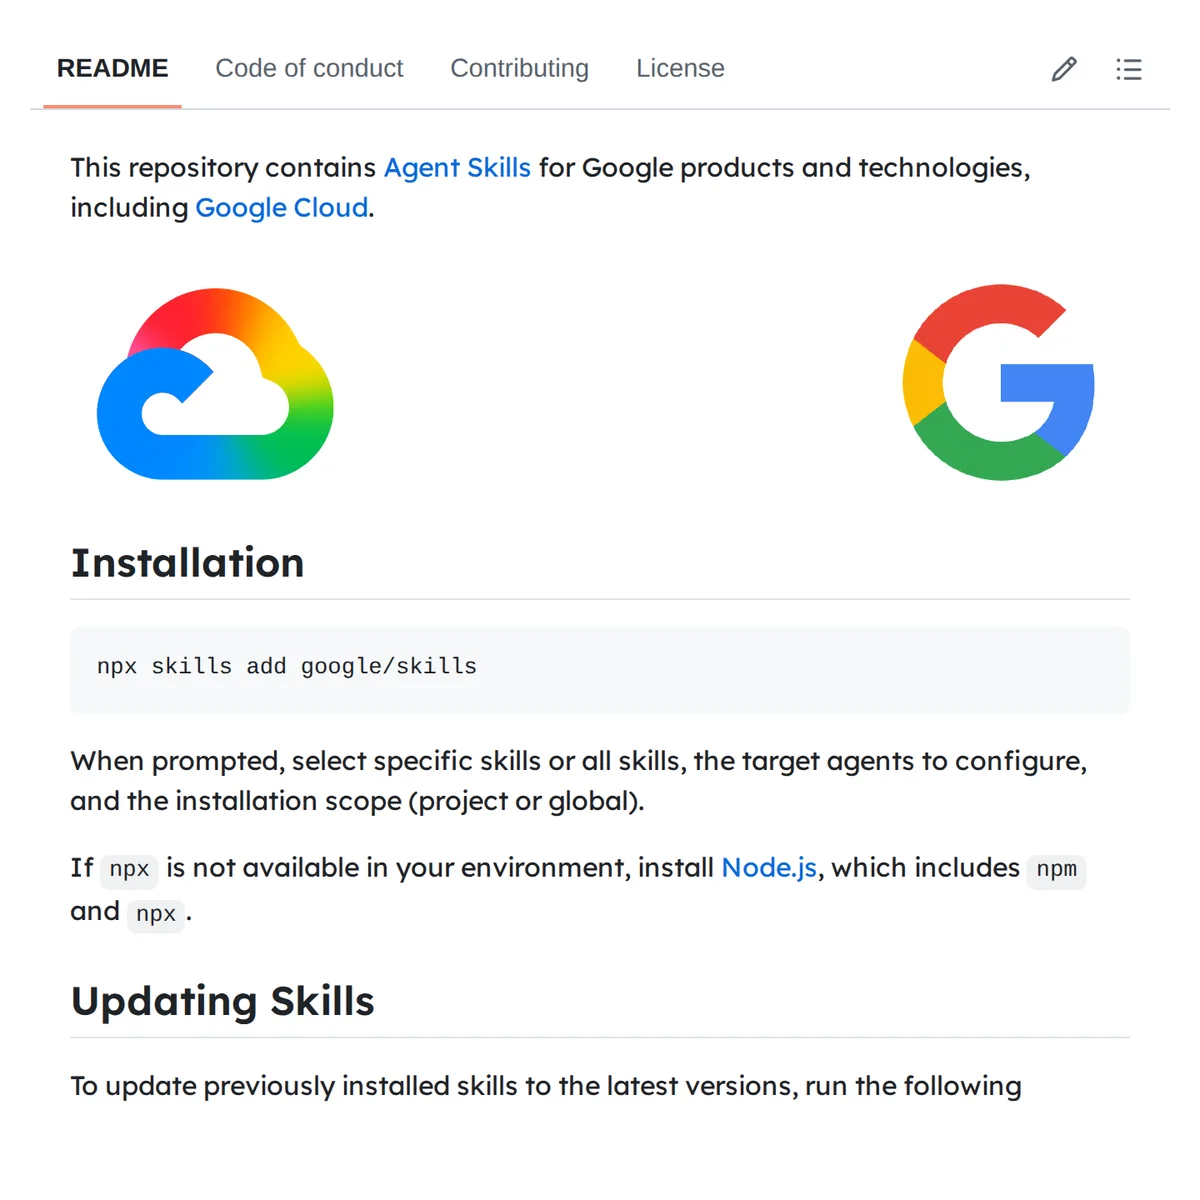 README Code of conduct Contributing License
This repository contains Agent Skills for Google products and technologies,
including Google Cloud.
Installation
npx skills add google/skills
When prompted, select specific skills or all skills, the target agents to configure,
and the installation scope (project or global).
If npx is not available in your environment, install Node.js, which includes npm
and npx.
Updating Skills
To update previously installed skills to the latest versions, run the following